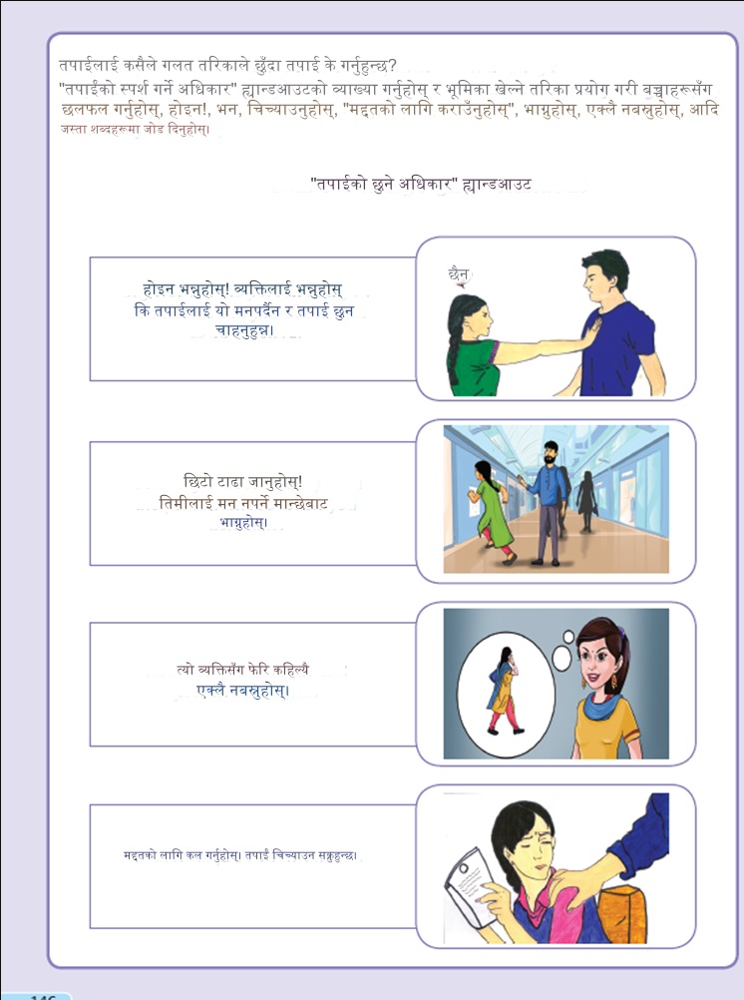 तपाईलाई कसैले गलत तरिकाले छुँदा तपाई के गर्नुहुन्छ?
"तपाईंको स्पर्श गर्ने अधिकार" ह्यान्डआउटको व्याख्या गर्नुहोस् र भूमिका खेल्ने तरिका प्रयोग गरी बच्चाहरूसँग
छलफल गर्नुहोस्, होइन!, भन, चिच्याउनुहोस्, "मद्दतको लागि कराउँनुहोस्", भाग्नुहोस्, एक्लै नबस्नुहोस्, आदि
जस्ता शब्दहरूमा जोड दिनुहोस्।
"तपाईको छुने अधिकार" ह्यान्डआउट
होइन भन्नुहोस्! व्यक्तिलाई भन्नुहोस्
कि तपाईलाई यो मनपर्दैन र तपाई छुन
चाहनुहुन्न।
छैन
छिटो टाढा जानुहोस्!
तिमीलाई मन नपर्ने मान्छेबाट
भाग्नुहोस्।
त्यो व्यक्तिसँग फेरि कहिल्यै
एक्लै नबस्नुहोस्।
मद्दतको लागि कल गर्नुहोस्। तपाईं चिच्याउन सक्नुहुन्छ।